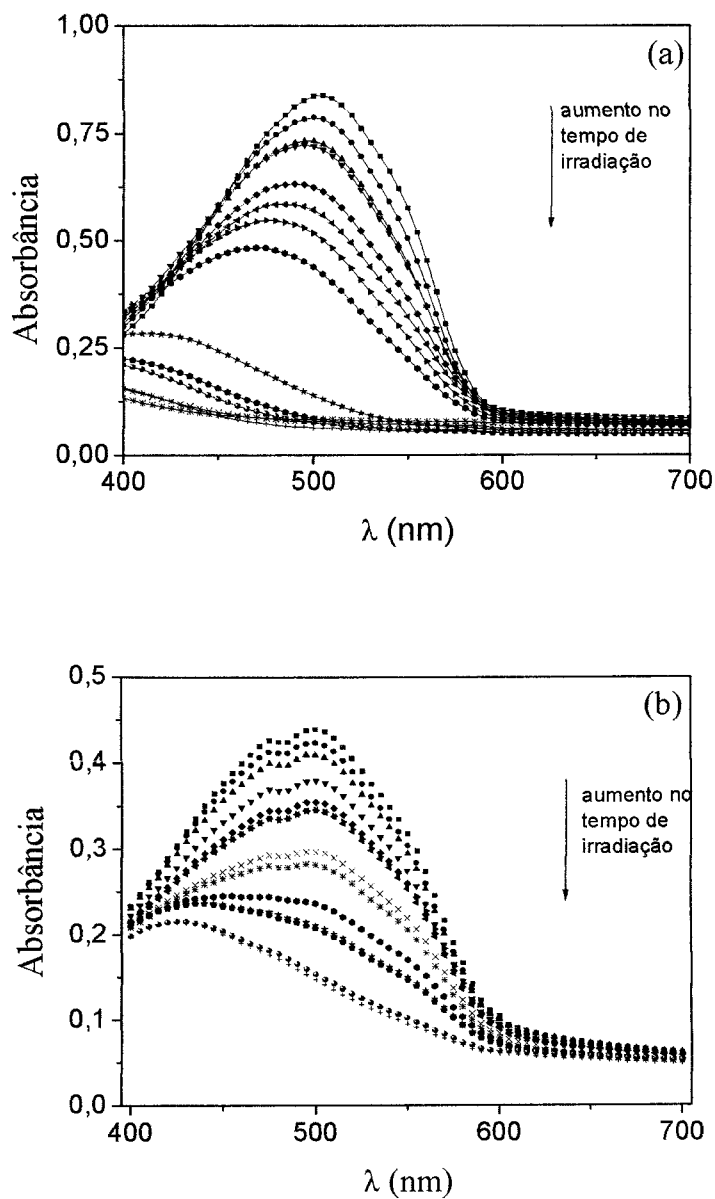 1,00
(a)
aumento no
tempo de
irradiação
0,75
0,50
0,25
0,00
Absorbância
400
500
600
700
λ (nm)
0,5
(b)
aumento no
tempo de
irradiação
0,4
0,3
0,2
0,1
0,0
Absorbância
400
500
600
700
λ (nm)